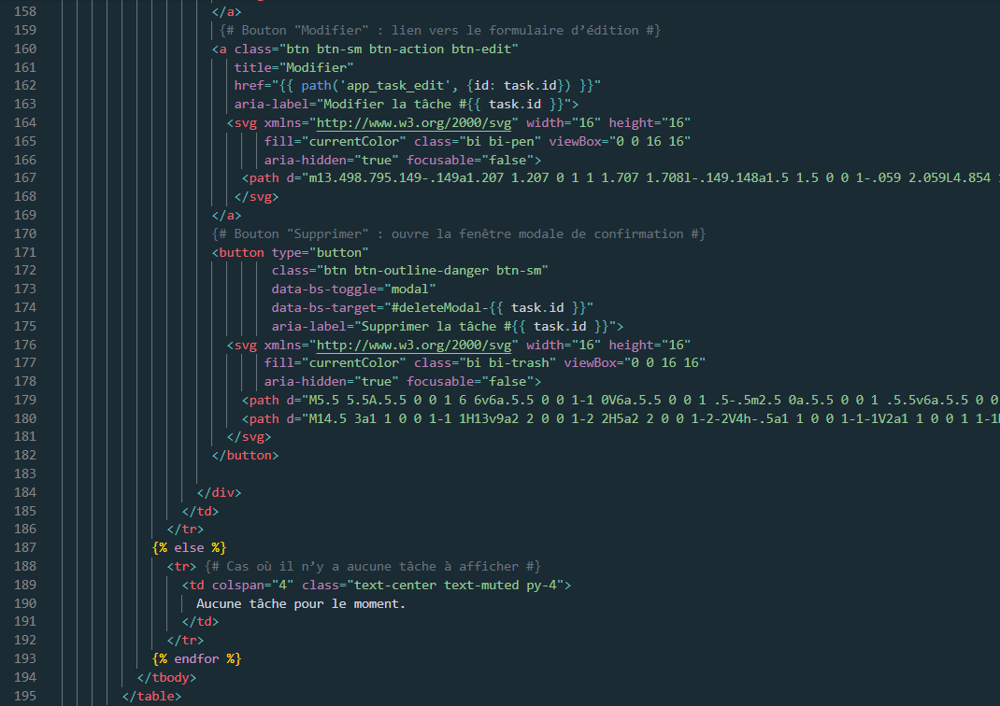 158 </a>
159 {# Bouton "Modifier" : lien vers le formulaire d’édition #}
160 <a class="btn btn-sm btn-action btn-edit"
161 title="Modifier"
162 href="{{ path('app_task_edit', {id: task.id}) }}"
163 aria-label="Modifier la tâche #{{ task.id }}">
164 <svg xmlns="http://www.w3.org/2000/svg" width="16" height="16"
165 fill="currentColor" class="bi bi-pen" viewBox="0 0 16 16"
166 aria-hidden="true" focusable="false">
167 <path d="m13.498.795.149-.149a1.207 1.207 0 1 1 1.707 1.708l-.149.148a1.5 1.5 0 0 1-.059 2.059L4.854
168 </svg>
169 </a>
170 {# Bouton "Supprimer" : ouvre la fenêtre modale de confirmation #}
171 <button type="button"
172 class="btn btn-outline-danger btn-sm"
173 data-bs-toggle="modal"
174 data-bs-target="#deleteModal-{{ task.id }}"
175 aria-label="Supprimer la tâche #{{ task.id }}">
176 <svg xmlns="http://www.w3.org/2000/svg" width="16" height="16"
177 fill="currentColor" class="bi bi-trash" viewBox="0 0 16 16"
178 aria-hidden="true" focusable="false">
179 <path d="M5.5 5.5A.5.5 0 0 1 6 6v6a.5.5 0 0 1-1 0V6a.5.5 0 0 1 .5-.5m2.5 0a.5.5 0 0 1 .5.5v6a.5.5 0 0
180 <path d="M14.5 3a1 1 0 0 1-1 1H13v9a2 2 0 0 1-2 2H5a2 2 0 0 1-2-2V4h-.5a1 1 0 0 1-1-1V2a1 1 0 0 1 1-1
181 </svg>
182 </button>
183
184 </div>
185 </td>
186 </tr>
187 {% else %}
188 <tr> {# Cas où il n’y a aucune tâche à afficher #}
189 <td colspan="4" class="text-center text-muted py-4">
190 Aucune tâche pour le moment.
191 </td>
192 </tr>
193 {% endfor %}
194 </tbody>
195 </table>